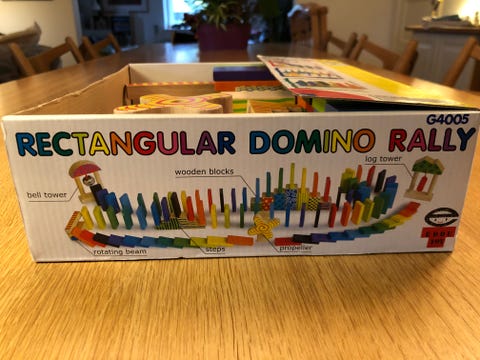 G4005
RECTANGULAR DOMINO RALLY
log tower
wooden blocks
bell tower
rotating beam
steps
propeller